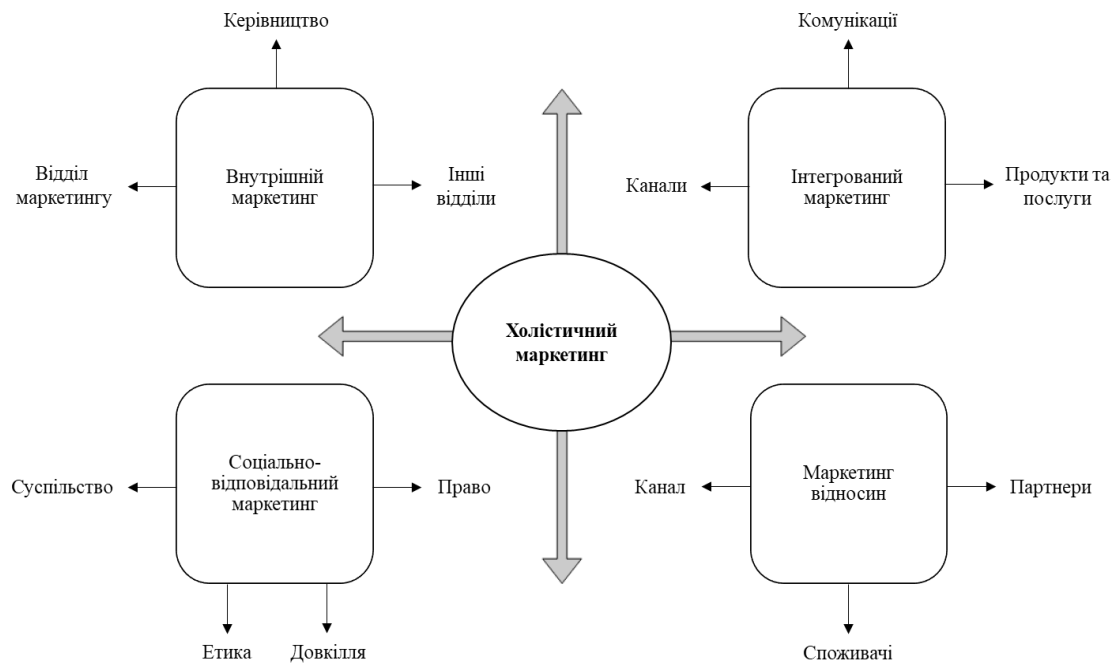 Керівництво
Комунікації
Відділ
маркетингу
Внутрішній
маркетинг
Інші
відділи
Канали
Інтегрований
маркетинг
Продукти та
послуги
Холістичний
маркетинг
Суспільство
Соціально-
відповідальний
маркетинг
Право
Канал
Маркетинг
відносин
Партнери
Етика
Довкілля
Споживачі